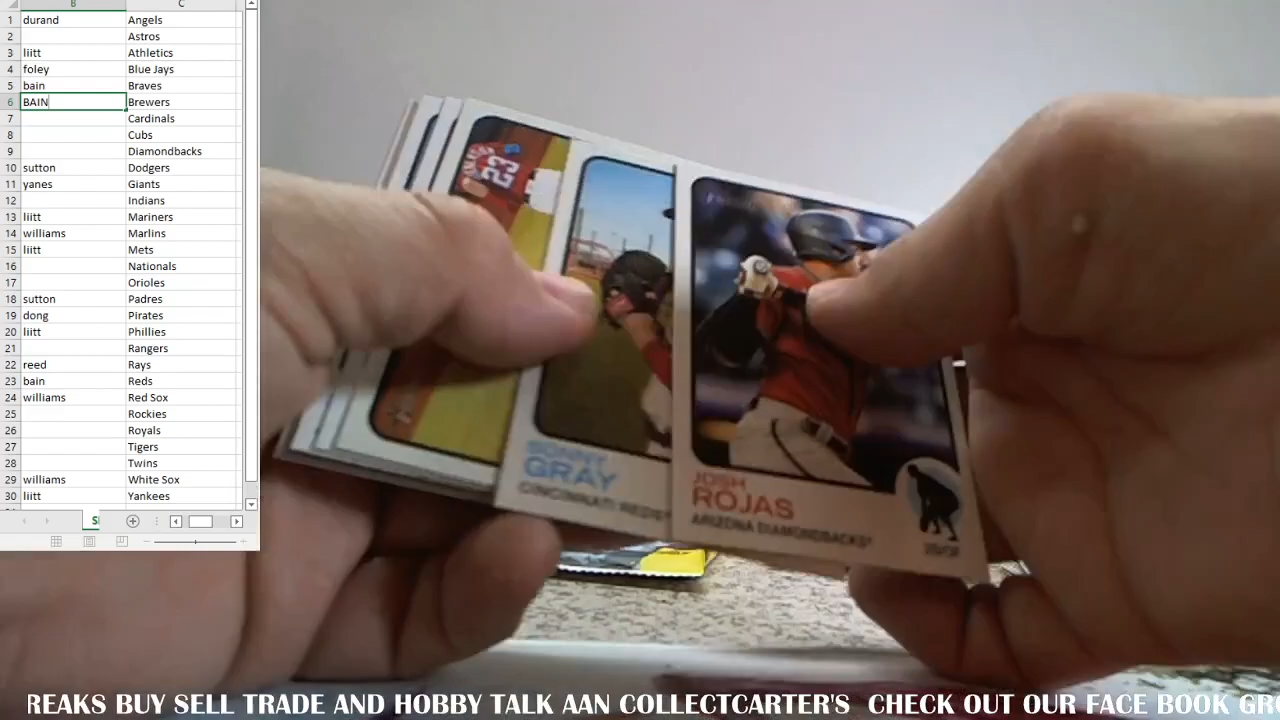 B C
1 durand Angels
2 Astros
3 liitt Athletics
4 foley Blue Jays
5 bain Braves
6 BAIN Brewers
7 Cardinals
8 Cubs
9 Diamondbacks
10 sutton Dodgers
11 yanes Giants
12 Indians
13 liitt Mariners
14 williams Marlins
15 liitt Mets
16 Nationals
17 Orioles
18 sutton Padres
19 dong Pirates
20 liitt Phillies
21 Rangers
22 reed Rays
23 bain Reds
24 williams Red Sox
25 Rockies
26 Royals
27 Tigers
28 Twins
29 williams White Sox
30 liitt Yankees
23
SONNY
GRAY
CINCINNATI REDS
JOSH
ROJAS
ARIZONA DIAMONDBACKS
REAKS BUY SELL TRADE AND HOBBY TALK AAN COLLECTCARTER'S CHECK OUT OUR FACE BOOK GR